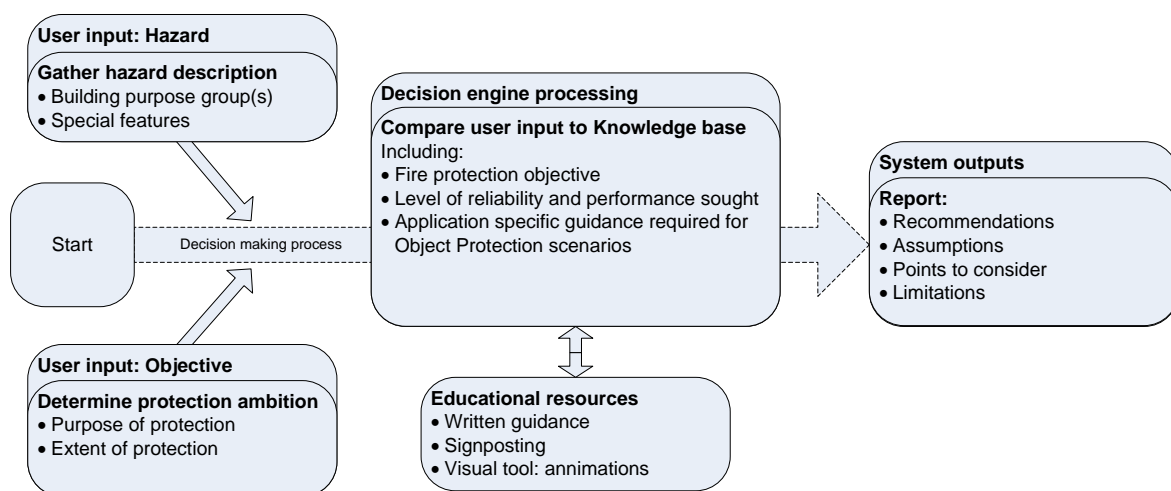 User input: Hazard
Gather hazard description
• Building purpose group(s)
• Special features
Start
Decision making process
User input: Objective
Determine protection ambition
• Purpose of protection
• Extent of protection
Decision engine processing
Compare user input to Knowledge base
Including:
• Fire protection objective
• Level of reliability and performance sought
• Application specific guidance required for
Object Protection scenarios
Educational resources
• Written guidance
• Signposting
• Visual tool: annimations
System outputs
Report:
• Recommendations
• Assumptions
• Points to consider
• Limitations